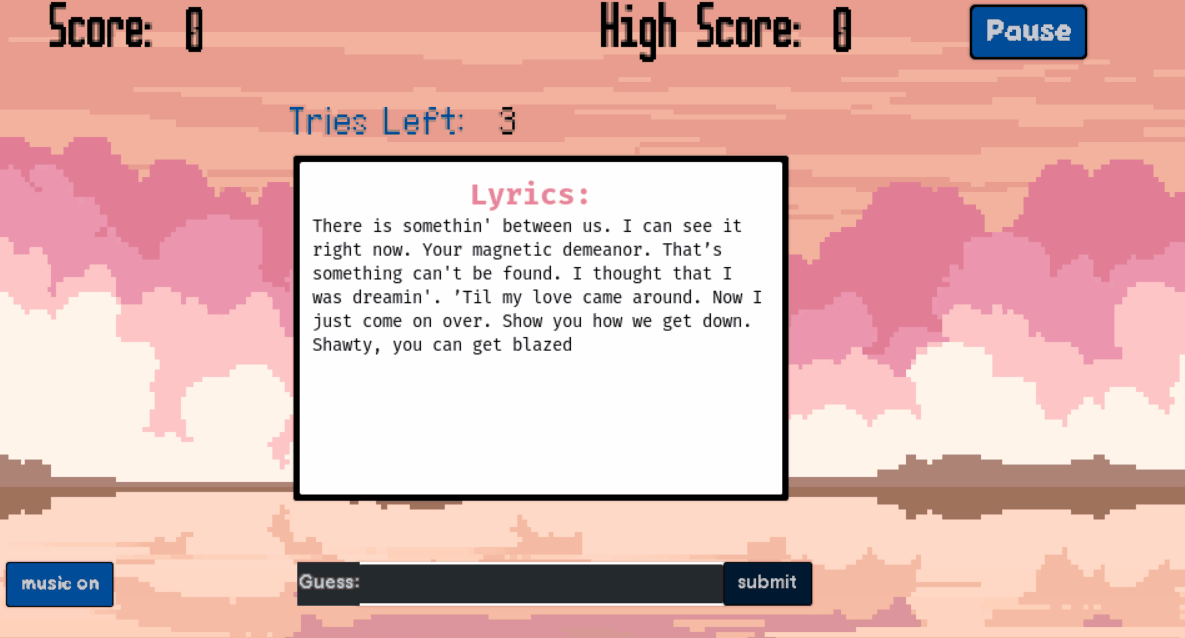 Score: 0
High Score: 0
Pause
Tries Left: 3
Lyrics:
There is somethin' between us. I can see it
right now. Your magnetic demeanor. That’s
something can't be found. I thought that I
was dreamin'. ’Til my love came around. Now I
just come on over. Show you how we get down.
Shawty, you can get blazed
music on
Guess:
submit